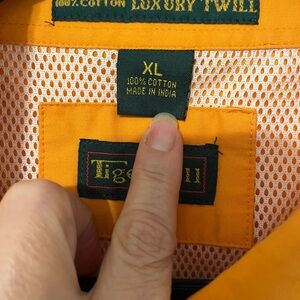 100% COTTON LUXURY TWILL
XL
100% COTTON
MADE IN INDIA